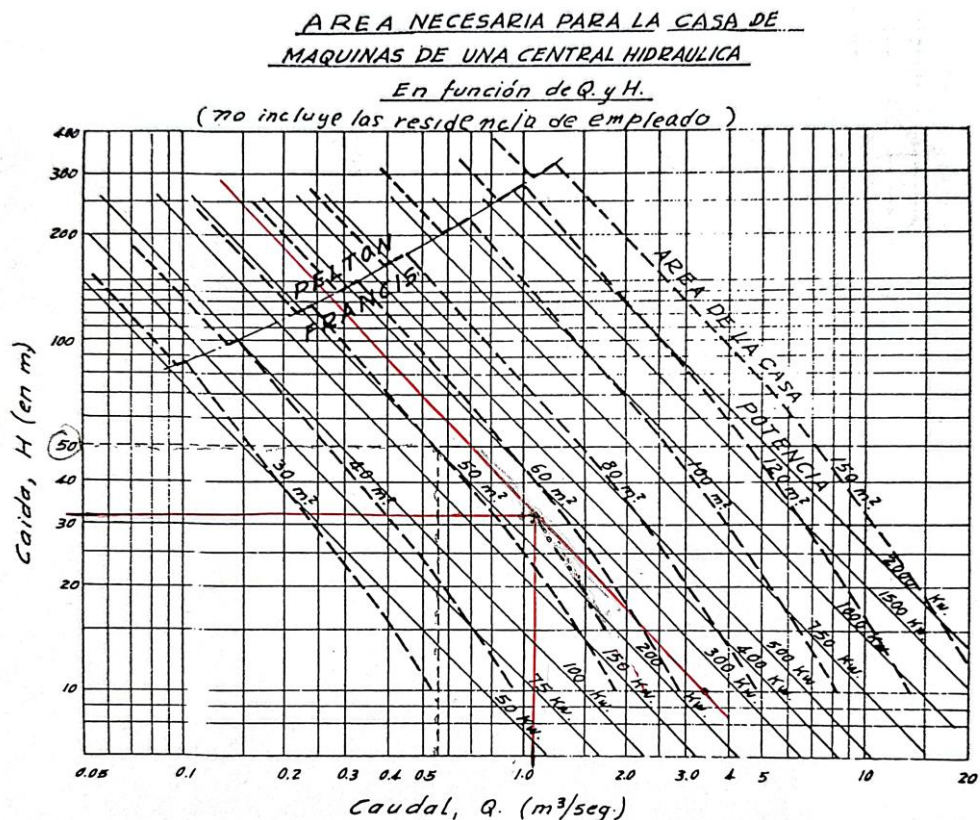 AREA NECESARIA PARA LA CASA DE
MAQUINAS DE UNA CENTRAL HIDRAULICA
En función de Q. y H.
(no incluye las residencia de empleado)
400
300
200
100
50
40
30
20
10
Caida, H (en m.)
PELTON
FRANCIS
AREA DE LA CASA
POTENCIA
30 m²
40 m²
50 m²
60 m²
80 m²
100 m²
120 m²
150 m²
50 KW.
75 KW.
100 KW.
150 KW.
200 KW.
300 KW.
400 KW.
500 KW.
750 KW.
1000 KW.
1500 KW.
2000 KW.
0.05 0.1 0.2 0.3 0.4 0.5 1.0 2.0 3.0 4 5 10 20
Caudal, Q. (m³/seg.)